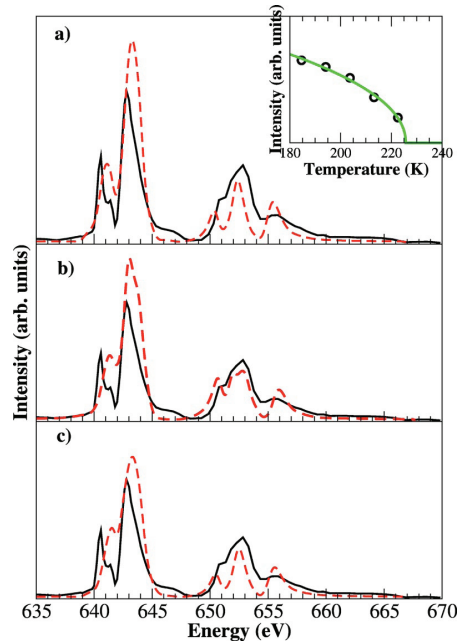 a)
Intensity (arb. units)
180 200 220 240
Temperature (K)
b)
Intensity (arb. units)
c)
635 640 645 650 655 660 665 670
Energy (eV)